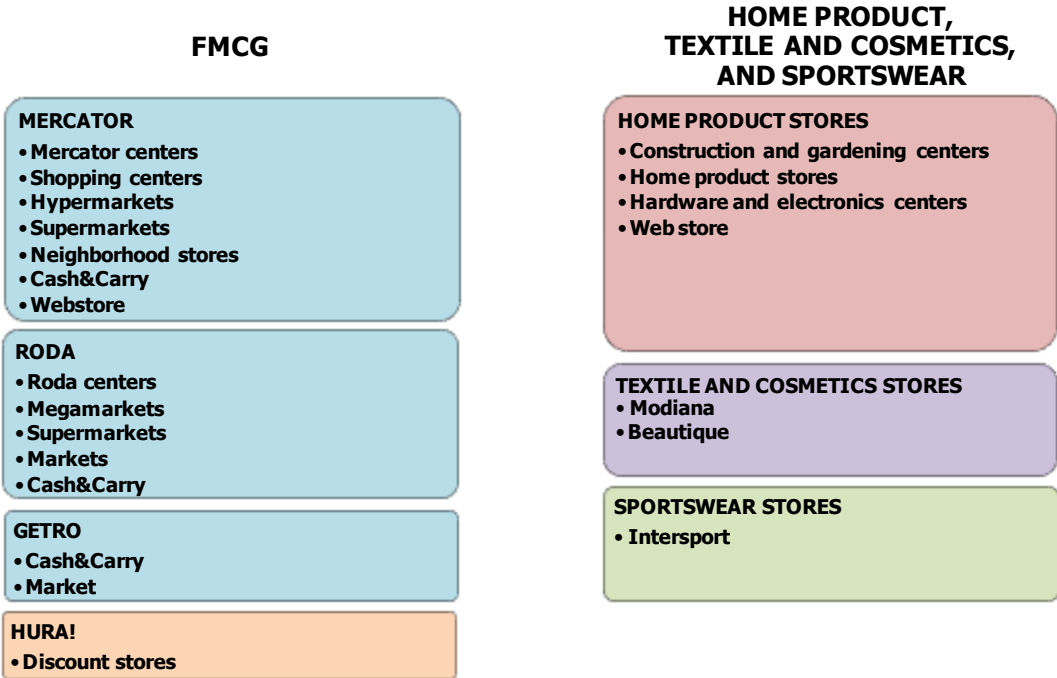 FMCG
MERCATOR
•Mercator centers
•Shopping centers
•Hypermarkets
•Supermarkets
•Neighborhood stores
•Cash&Carry
•Webstore
RODA
•Roda centers
•Megamarkets
•Supermarkets
•Markets
•Cash&Carry
GETRO
•Cash&Carry
•Market
HURA!
•Discount stores
HOME PRODUCT,
TEXTILE AND COSMETICS,
AND SPORTSWEAR
HOME PRODUCT STORES
•Construction and gardening centers
•Home product stores
•Hardware and electronics centers
•Web store
TEXTILE AND COSMETICS STORES
• Modiana
•Beautique
SPORTSWEAR STORES
• Intersport